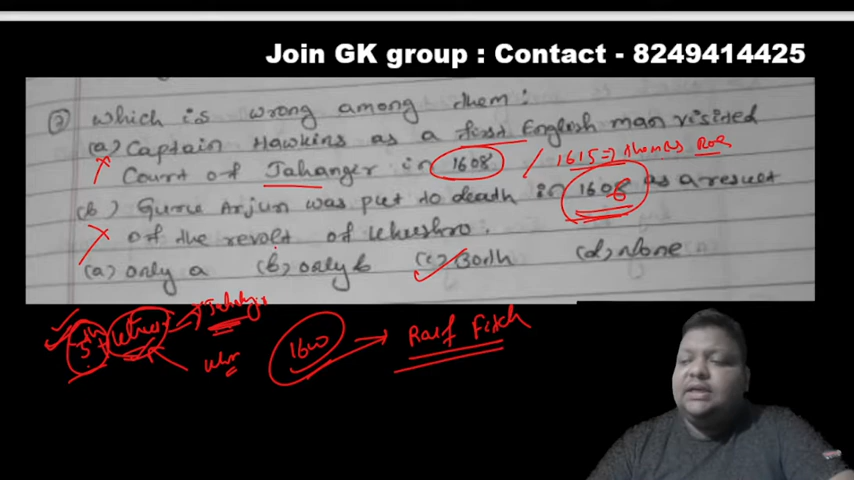 Join GK group : Contact - 8249414425
② Which is wrong among them:
(a) Captain Hawkins as a first English man visited
Court of Jahanger in 1608 / 1615 => Thomas Roe
(b) Guru Arjun was put to death in 1608 as a result
of the revolt of Khushro.
(a) only a (b) only b (c) Both (d) None
5th
1600 → Ralf Fitch